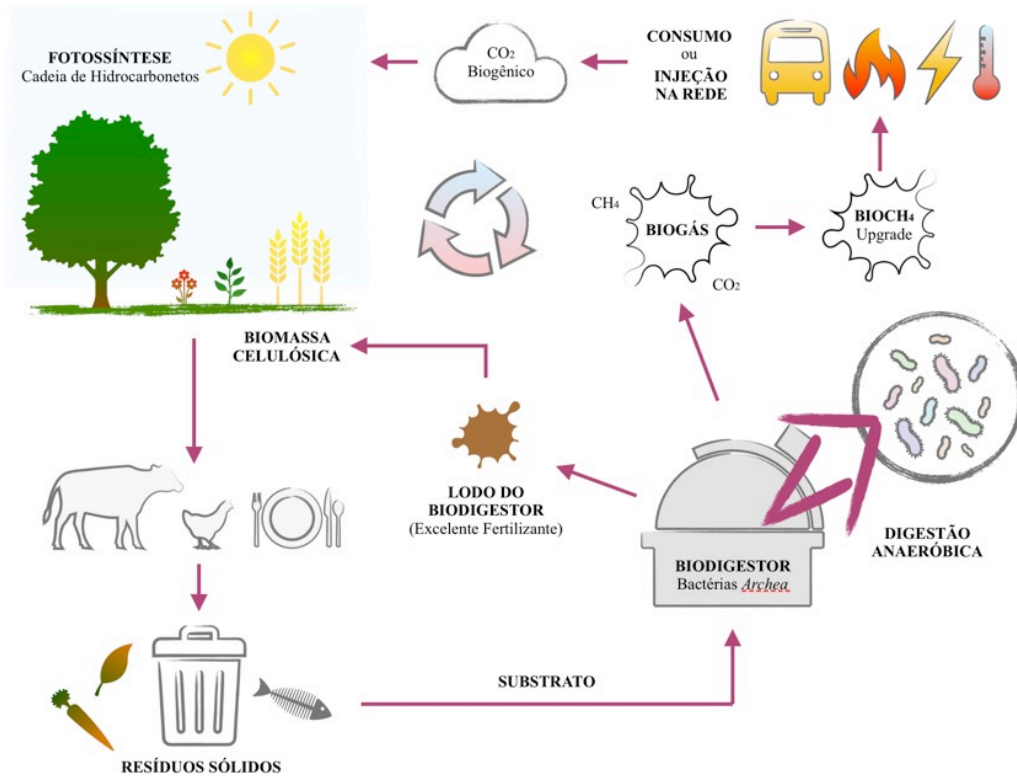 FOTOSSÍNTESE
Cadeia de Hidrocarbonetos
CO₂
Biogênico
CONSUMO
ou
INJEÇÃO
NA REDE
CH₄
BIOGÁS
CO₂
BIOCH₄
Upgrade
BIOMASSA
CELULÓSICA
LODO DO
BIODIGESTOR
(Excelente Fertilizante)
BIODIGESTOR
Bactérias Archea
DIGESTÃO
ANAERÓBICA
SUBSTRATO
RESÍDUOS SÓLIDOS